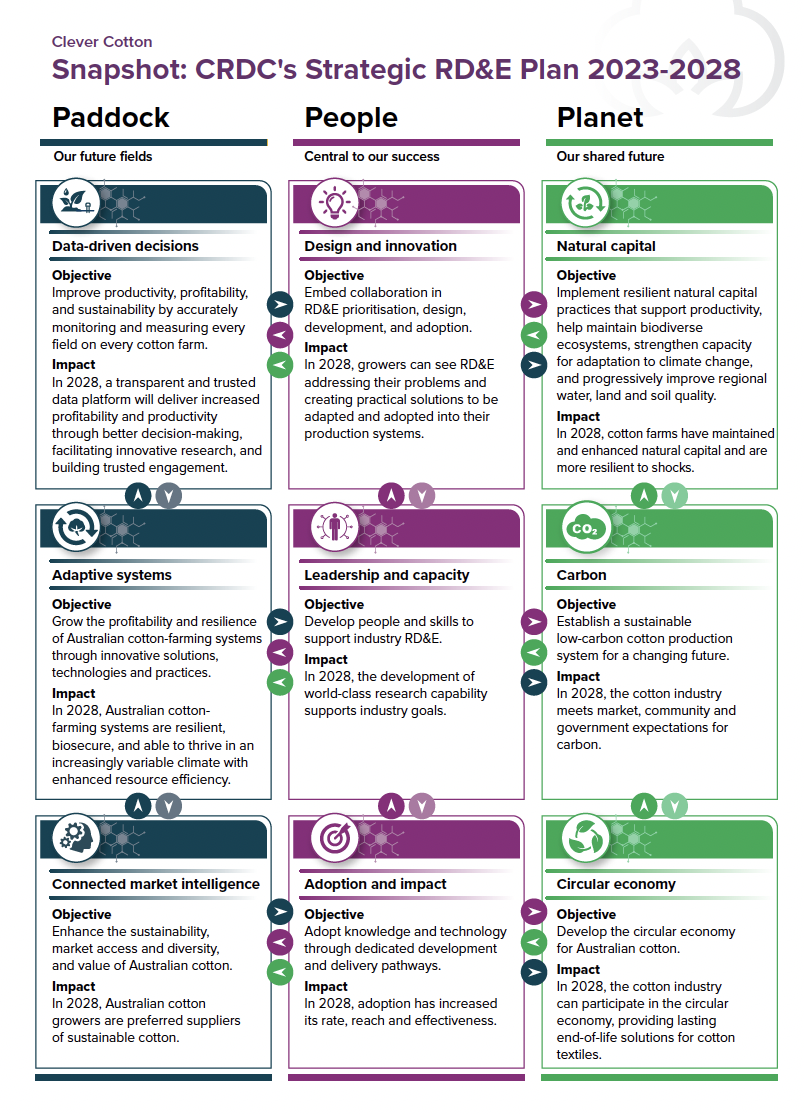 Clever Cotton
Snapshot: CRDC's Strategic RD&E Plan 2023-2028
Paddock
Our future fields
Data-driven decisions
Objective
Improve productivity, profitability,
and sustainability by accurately
monitoring and measuring every
field on every cotton farm.
Impact
In 2028, a transparent and trusted
data platform will deliver increased
profitability and productivity
through better decision-making,
facilitating innovative research, and
building trusted engagement.
Adaptive systems
Objective
Grow the profitability and resilience
of Australian cotton-farming systems
through innovative solutions,
technologies and practices.
Impact
In 2028, Australian cotton-
farming systems are resilient,
biosecure, and able to thrive in an
increasingly variable climate with
enhanced resource efficiency.
Connected market intelligence
Objective
Enhance the sustainability,
market access and diversity,
and value of Australian cotton.
Impact
In 2028, Australian cotton
growers are preferred suppliers
of sustainable cotton.
People
Central to our success
Design and innovation
Objective
Embed collaboration in
RD&E prioritisation, design,
development, and adoption.
Impact
In 2028, growers can see RD&E
addressing their problems and
creating practical solutions to be
adapted and adopted into their
production systems.
Leadership and capacity
Objective
Develop people and skills to
support industry RD&E.
Impact
In 2028, the development of
world-class research capability
supports industry goals.
Adoption and impact
Objective
Adopt knowledge and technology
through dedicated development
and delivery pathways.
Impact
In 2028, adoption has increased
its rate, reach and effectiveness.
Planet
Our shared future
Natural capital
Objective
Implement resilient natural capital
practices that support productivity,
help maintain biodiverse
ecosystems, strengthen capacity
for adaptation to climate change,
and progressively improve regional
water, land and soil quality.
Impact
In 2028, cotton farms have maintained
and enhanced natural capital and are
more resilient to shocks.
CO₂
Carbon
Objective
Establish a sustainable
low-carbon cotton production
system for a changing future.
Impact
In 2028, the cotton industry
meets market, community and
government expectations for
carbon.
Circular economy
Objective
Develop the circular economy
for Australian cotton.
Impact
In 2028, the cotton industry
can participate in the circular
economy, providing lasting
end-of-life solutions for cotton
textiles.